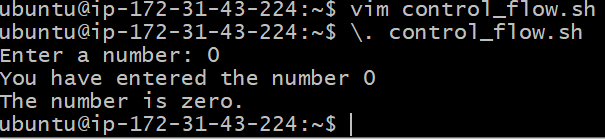 ubuntu@ip-172-31-43-224:~$ vim control_flow.sh
ubuntu@ip-172-31-43-224:~$ \. control_flow.sh
Enter a number: 0
You have entered the number 0
The number is zero.
ubuntu@ip-172-31-43-224:~$